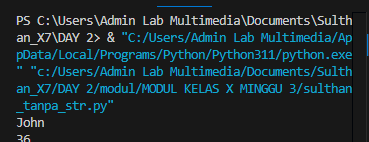 PS C:\Users\Admin Lab Multimedia\Documents\Sulth
an_X7\DAY 2> & "C:/Users/Admin Lab Multimedia/Ap
pData/Local/Programs/Python/Python311/python.exe
" "c:/Users/Admin Lab Multimedia/Documents/Sulth
an_X7/DAY 2/modul/MODUL KELAS X MINGGU 3/sulthan
_tanpa_str.py"
John
36